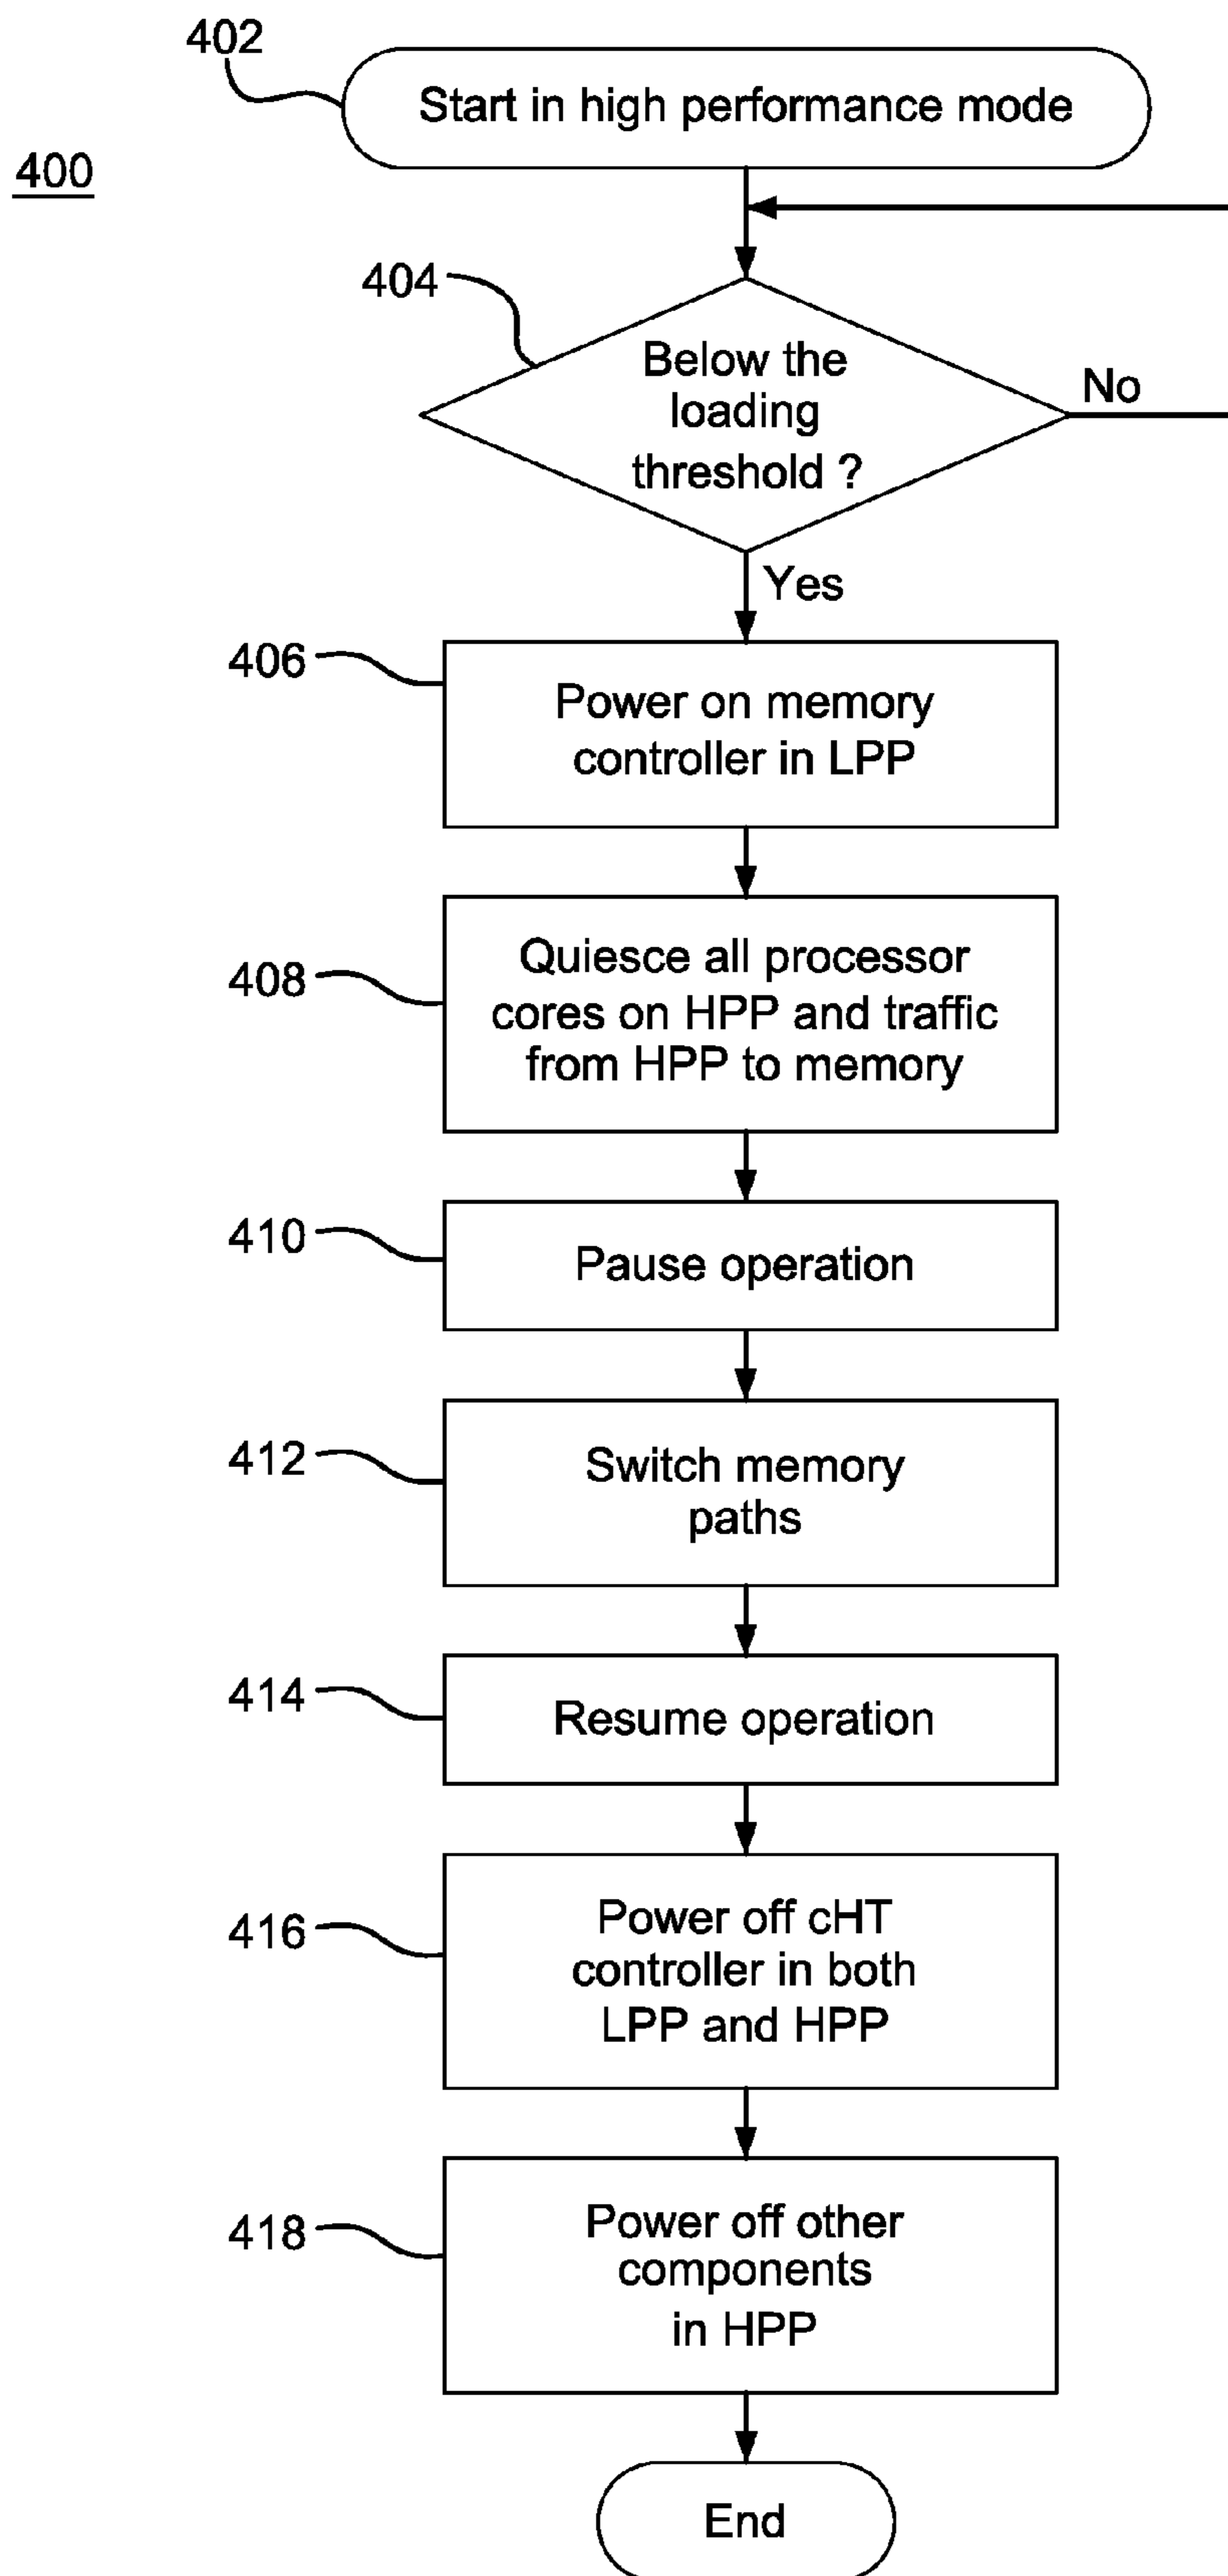 402
Start in high performance mode
400
404
Below the
loading
threshold ?
No
Yes
406
Power on memory
controller in LPP
408
Quiesce all processor
cores on HPP and traffic
from HPP to memory
410
Pause operation
412
Switch memory
paths
414
Resume operation
416
Power off cHT
controller in both
LPP and HPP
418
Power off other
components
in HPP
End